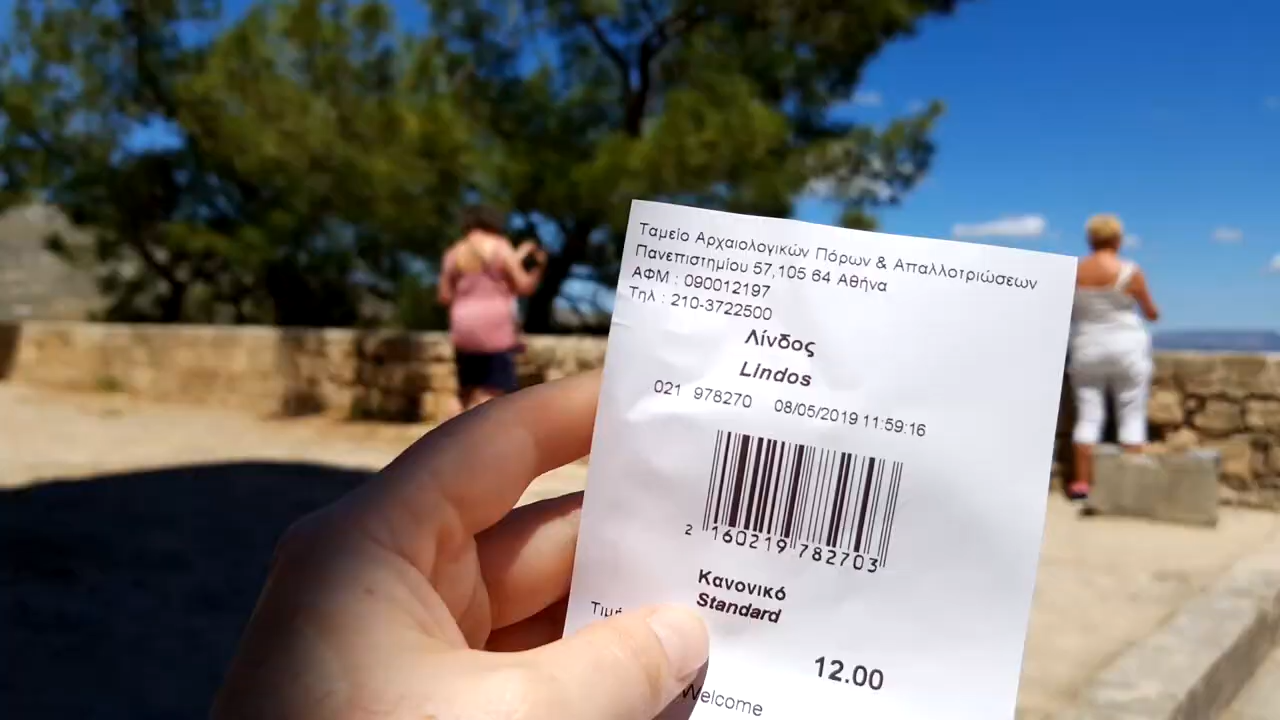 Ταμείο Αρχαιολογικών Πόρων & Απαλλοτριώσεων
Πανεπιστημίου 57,105 64 Αθήνα
ΑΦΜ : 090012197
Τηλ : 210-3722500
Λίνδος
Lindos
021 978270 08/05/2019 11:59:16
2 160219 782703
Κανονικό
Standard
12.00
Welcome